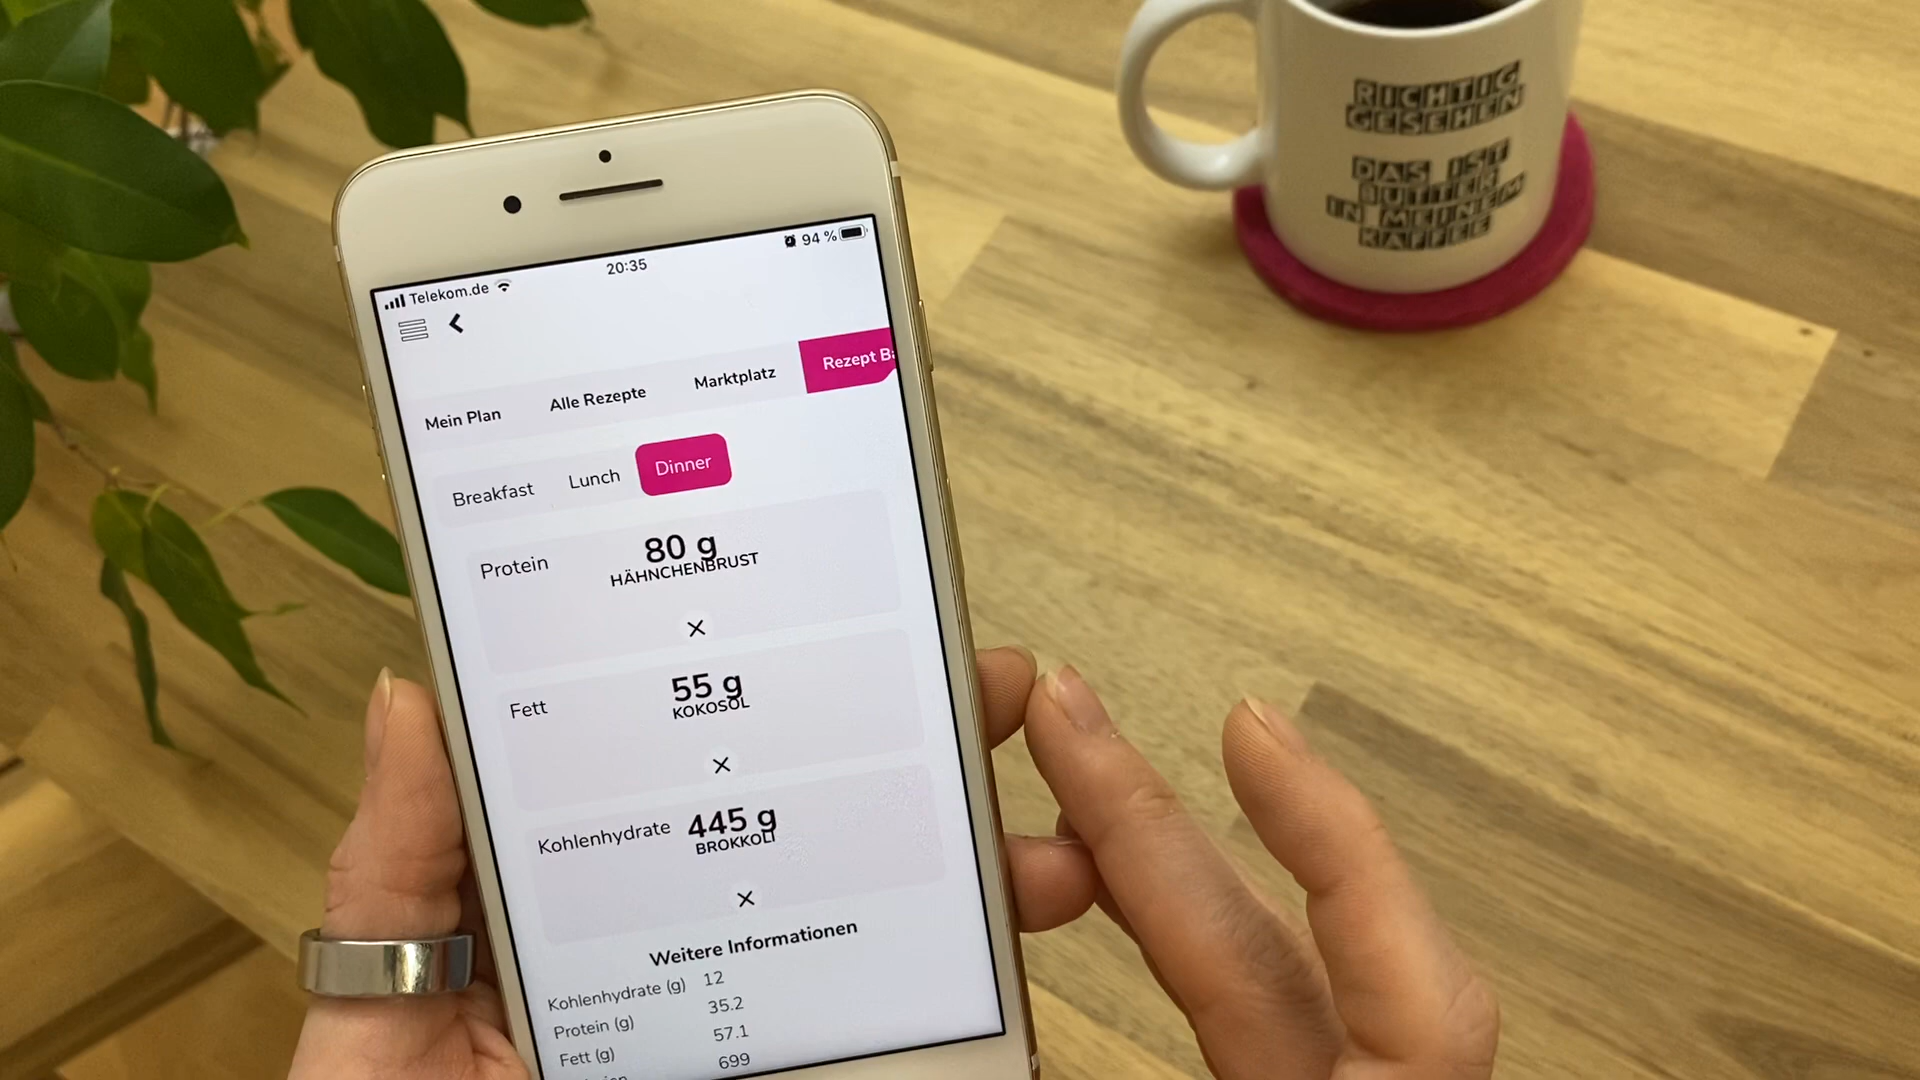 RICHTIG
GESEHEN
DAS IST
BUTTER
IN MEINEM
KAFFEE
94 %
20:35
Telekom.de
Mein Plan Alle Rezepte Marktplatz Rezept
Breakfast Lunch Dinner
Protein 80 g
HÄHNCHENBRUST
Fett 55 g
KOKOSÖL
Kohlenhydrate 445 g
BROKKOLI
Weitere Informationen
Kohlenhydrate (g) 12
Protein (g) 35.2
Fett (g) 57.1
699